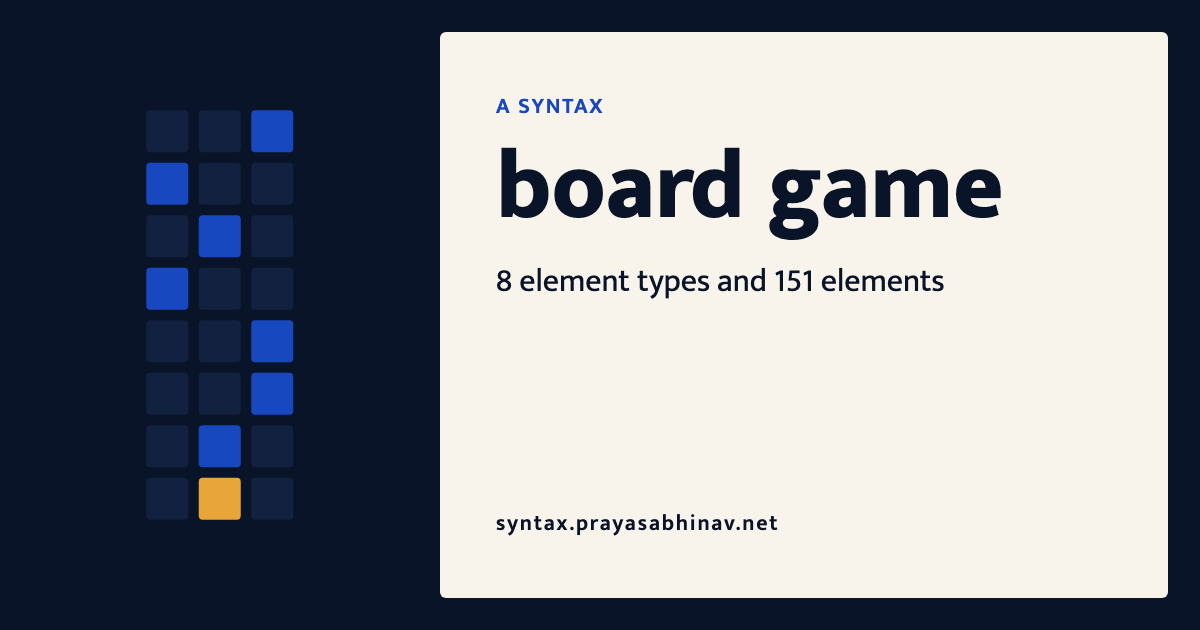 A SYNTAX
board game
8 element types and 151 elements
syntax.prayasabhinav.net